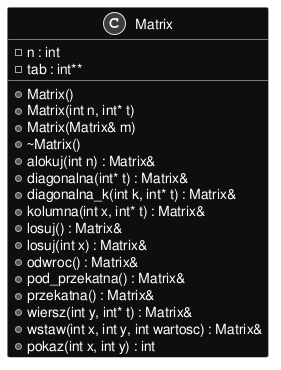 C Matrix
n : int
tab : int**
Matrix()
Matrix(int n, int* t)
Matrix(Matrix& m)
~Matrix()
alokuj(int n) : Matrix&
diagonalna(int* t) : Matrix&
diagonalna_k(int k, int* t) : Matrix&
kolumna(int x, int* t) : Matrix&
losuj() : Matrix&
losuj(int x) : Matrix&
odwroc() : Matrix&
pod_przekatna() : Matrix&
przekatna() : Matrix&
wiersz(int y, int* t) : Matrix&
wstaw(int x, int y, int wartosc) : Matrix&
pokaz(int x, int y) : int